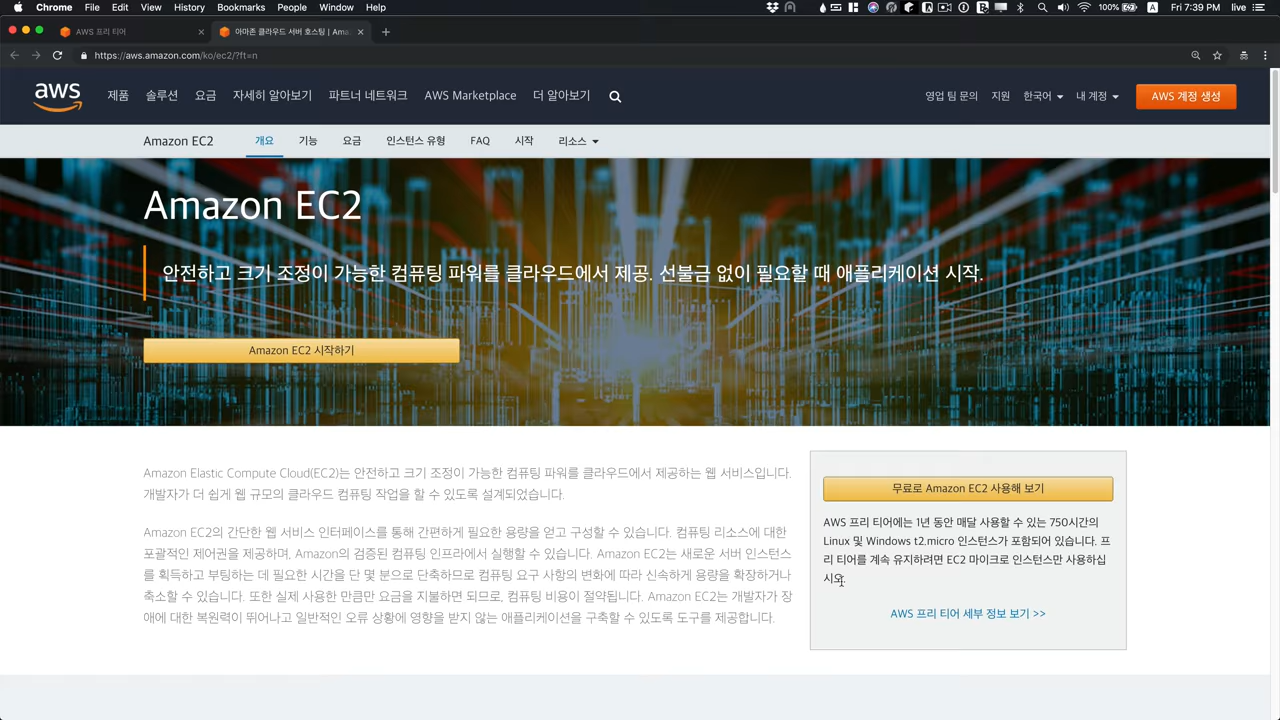 Chrome File Edit View History Bookmarks People Window Help
100% A Fri 7:39 PM live
AWS 프리 티어
아마존 클라우드 서버 호스팅 | Ama
https://aws.amazon.com/ko/ec2/?ft=n
aws 제품 솔루션 요금 자세히 알아보기 파트너 네트워크 AWS Marketplace 더 알아보기 영업 팀 문의 지원 한국어 내 계정 AWS 계정 생성
Amazon EC2 개요 기능 요금 인스턴스 유형 FAQ 시작 리소스
Amazon EC2
안전하고 크기 조정이 가능한 컴퓨팅 파워를 클라우드에서 제공. 선불금 없이 필요할 때 애플리케이션 시작.
Amazon EC2 시작하기
Amazon Elastic Compute Cloud(EC2)는 안전하고 크기 조정이 가능한 컴퓨팅 파워를 클라우드에서 제공하는 웹 서비스입니다.
개발자가 더 쉽게 웹 규모의 클라우드 컴퓨팅 작업을 할 수 있도록 설계되었습니다.
Amazon EC2의 간단한 웹 서비스 인터페이스를 통해 간편하게 필요한 용량을 얻고 구성할 수 있습니다. 컴퓨팅 리소스에 대한
포괄적인 제어권을 제공하며, Amazon의 검증된 컴퓨팅 인프라에서 실행할 수 있습니다. Amazon EC2는 새로운 서버 인스턴스
를 획득하고 부팅하는 데 필요한 시간을 단 몇 분으로 단축하므로 컴퓨팅 요구 사항의 변화에 따라 신속하게 용량을 확장하거나
축소할 수 있습니다. 또한 실제 사용한 만큼만 요금을 지불하면 되므로, 컴퓨팅 비용이 절약됩니다. Amazon EC2는 개발자가 장
애에 대한 복원력이 뛰어나고 일반적인 오류 상황에 영향을 받지 않는 애플리케이션을 구축할 수 있도록 도구를 제공합니다.
무료로 Amazon EC2 사용해 보기
AWS 프리 티어에는 1년 동안 매달 사용할 수 있는 750시간의
Linux 및 Windows t2.micro 인스턴스가 포함되어 있습니다. 프
리 티어를 계속 유지하려면 EC2 마이크로 인스턴스만 사용하십
시오.
AWS 프리 티어 세부 정보 보기 >>